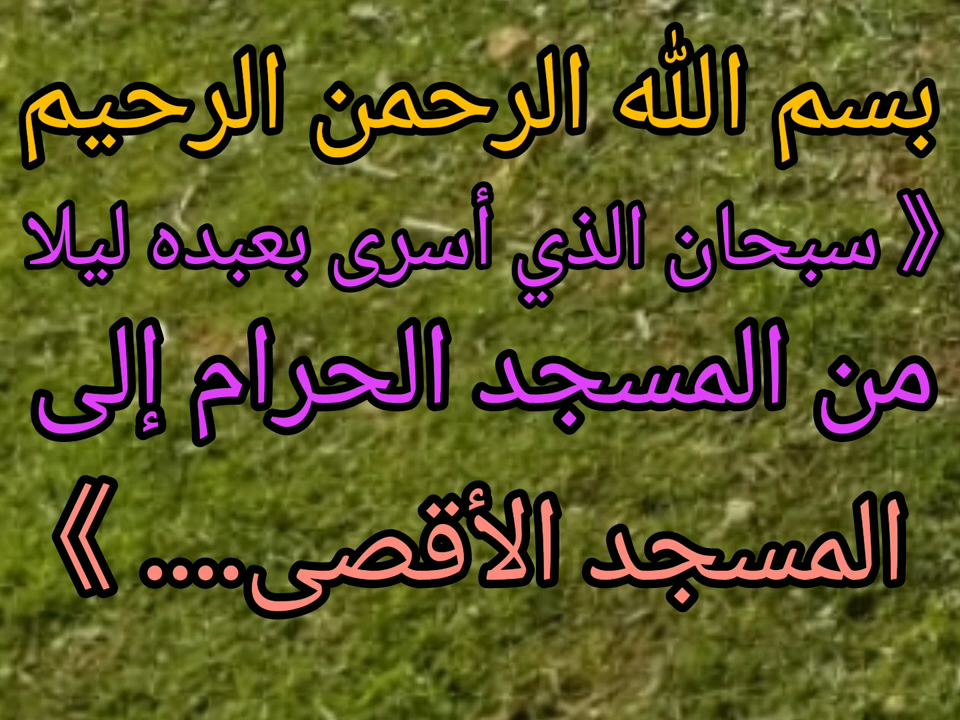 بسم الله الرحمن الرحيم
《 سبحان الذي أسرى بعبده ليلا
من المسجد الحرام إلى
المسجد الأقصى.... 》